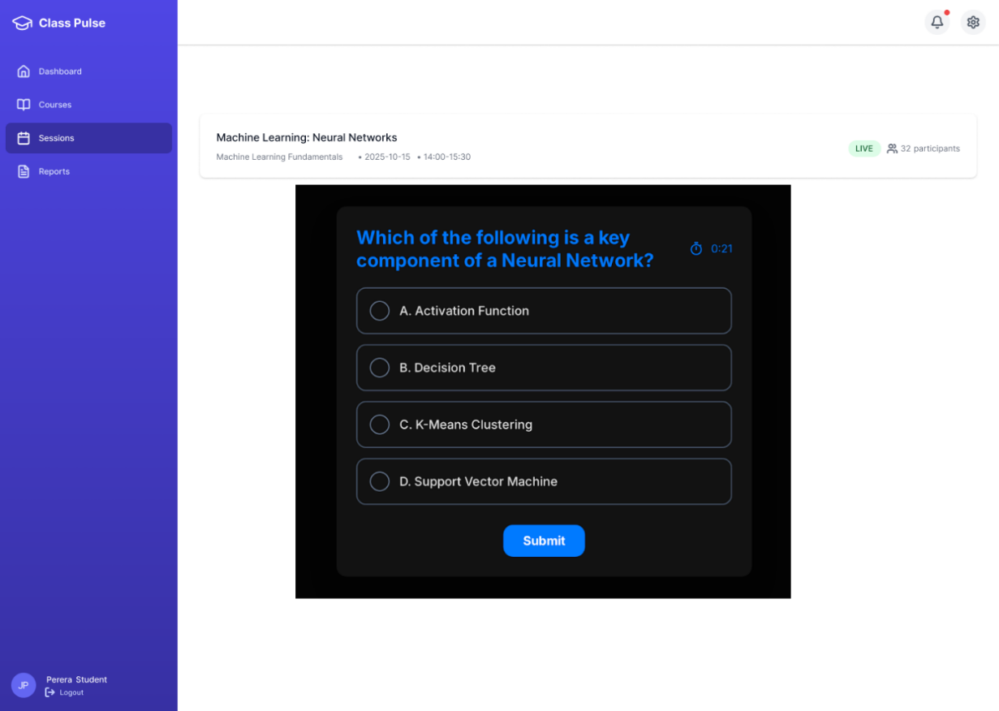 Class Pulse
Dashboard
Courses
Sessions
Reports
Machine Learning: Neural Networks
Machine Learning Fundamentals • 2025-10-15 • 14:00-15:30
LIVE
32 participants
Which of the following is a key
component of a Neural Network?
0:21
A. Activation Function
B. Decision Tree
C. K-Means Clustering
D. Support Vector Machine
Submit
JP
Perera Student
Logout